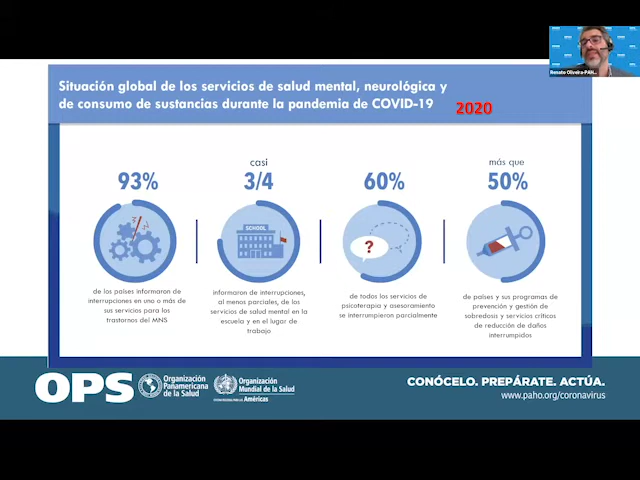 Renato Oliveira-PAH...
Situación global de los servicios de salud mental, neurológica y
de consumo de sustancias durante la pandemia de COVID-19
2020
93%
de los países informaron de
interrupciones en uno o más de
sus servicios para los
trastornos del MNS
casi
3/4
SCHOOL
informaron de interrupciones,
al menos parciales, de los
servicios de salud mental en la
escuela y en el lugar de
trabajo
60%
?
de todos los servicios de
psicoterapia y asesoramiento
se interrumpieron parcialmente
más que
50%
de países y sus programas de
prevención y gestión de
sobredosis y servicios críticos
de reducción de daños
interrumpidos
OPS
Organización
Panamericana
de la Salud
Organización
Mundial de la Salud
Américas
CONÓCELO. PREPÁRATE. ACTÚA.
www.paho.org/coronavirus